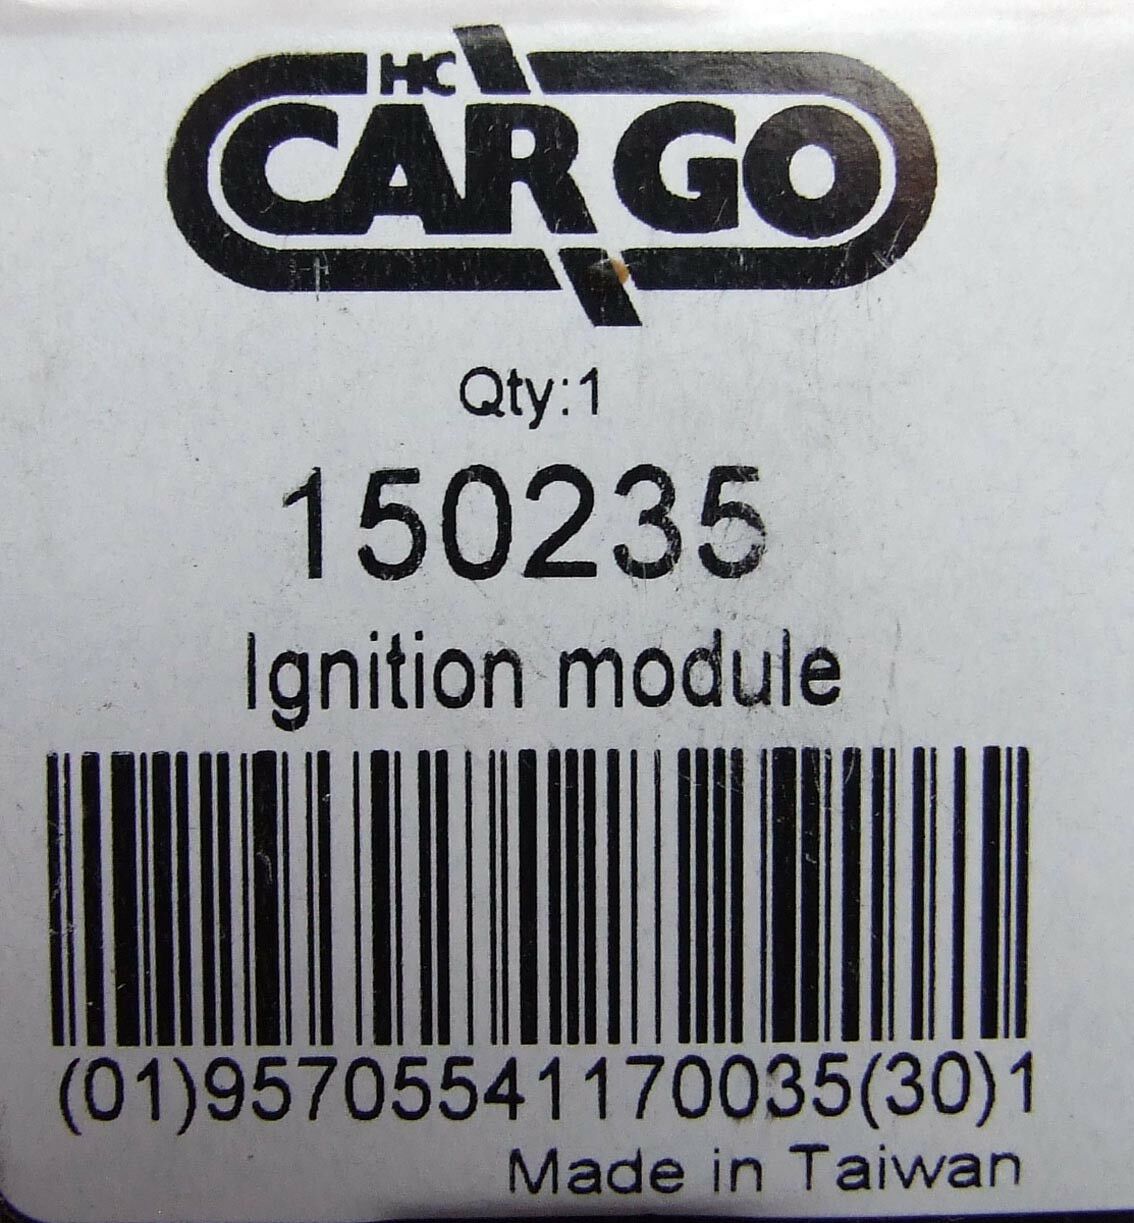 HC
CARGO
Qty:1
150235
Ignition module
(01)95705541170035(30)1
Made in Taiwan